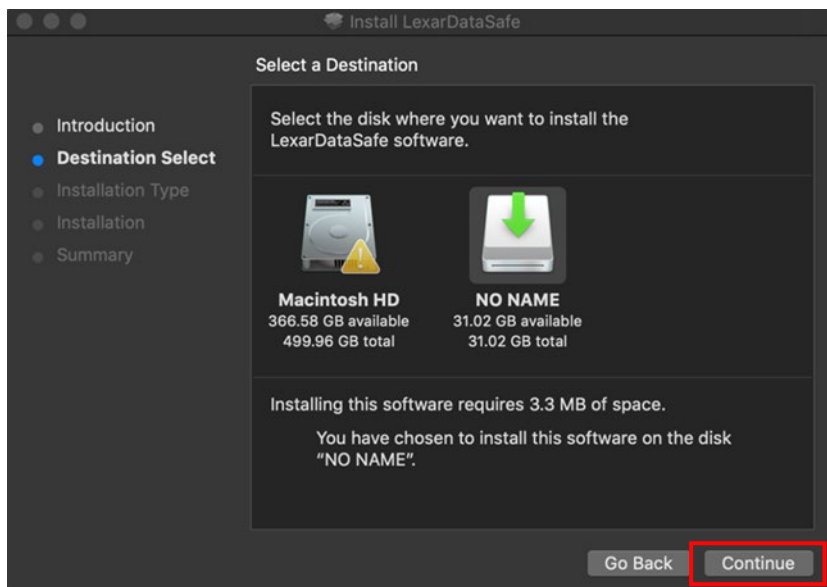 Install LexarDataSafe
Select a Destination
Introduction
Destination Select
Installation Type
Installation
Summary
Select the disk where you want to install the
LexarDataSafe software.
Macintosh HD
366.58 GB available
499.96 GB total
NO NAME
31.02 GB available
31.02 GB total
Installing this software requires 3.3 MB of space.
You have chosen to install this software on the disk
“NO NAME”.
Go Back
Continue